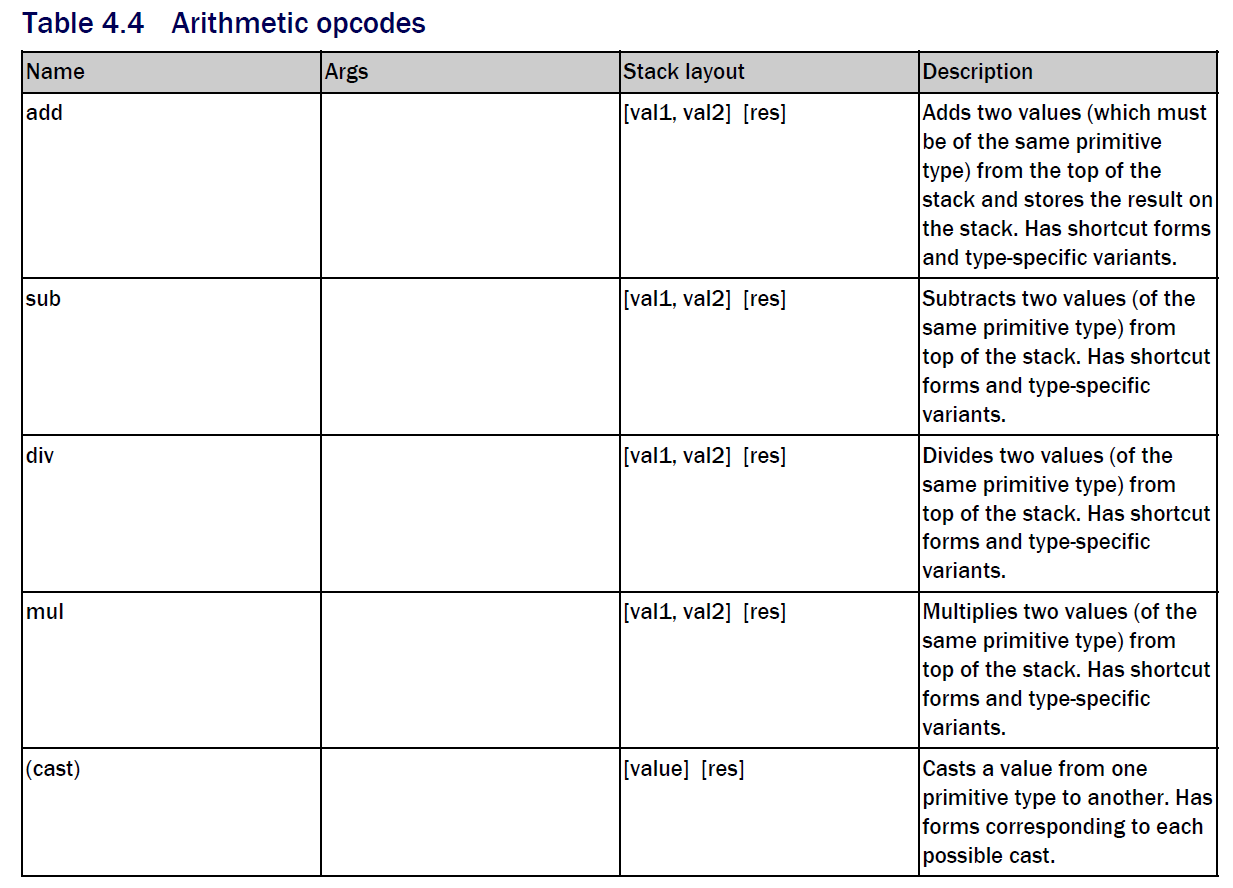 Table 4.4 Arithmetic opcodes
Name Args Stack layout Description
add [val1, val2] [res] Adds two values (which must
be of the same primitive
type) from the top of the
stack and stores the result on
the stack. Has shortcut forms
and type-specific variants.
sub [val1, val2] [res] Subtracts two values (of the
same primitive type) from
top of the stack. Has shortcut
forms and type-specific
variants.
div [val1, val2] [res] Divides two values (of the
same primitive type) from
top of the stack. Has shortcut
forms and type-specific
variants.
mul [val1, val2] [res] Multiplies two values (of the
same primitive type) from
top of the stack. Has shortcut
forms and type-specific
variants.
(cast) [value] [res] Casts a value from one
primitive type to another. Has
forms corresponding to each
possible cast.